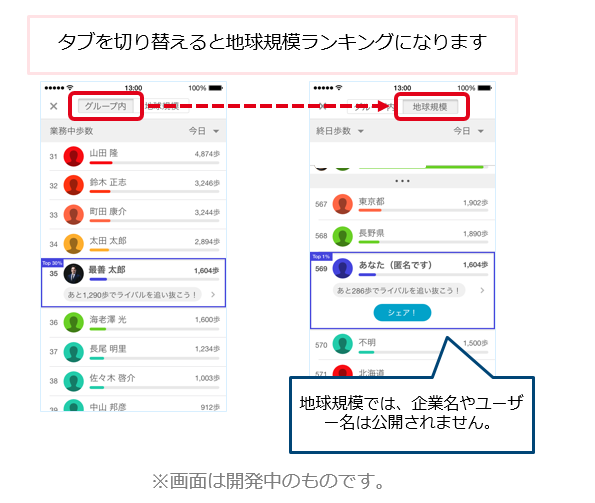 タブを切り替えると地球規模ランキングになります
13:00 100%
× グループ内 地球規模
業務中歩数 今日
31 山田 隆 4,874歩
32 鈴木 正志 3,246歩
33 町田 康介 3,244歩
34 太田 太郎 2,894歩
Top 30%
35 最善 太郎 1,604歩
あと1,290歩でライバルを追い抜こう！
36 海老澤 光 1,600歩
37 長尾 明里 1,234歩
38 佐々木 啓介 1,003歩
39 中山 邦彦 912歩
13:00 100%
地球規模
終日歩数 今日
•••
567 東京都 1,902歩
568 長野県 1,890歩
Top 1%
569 あなた（匿名です） 1,604歩
あと286歩でライバルを追い抜こう！
シェア！
570 不明 1,500歩
571 北海道
地球規模では、企業名やユーザ
ー名は公開されません。
※画面は開発中のものです。